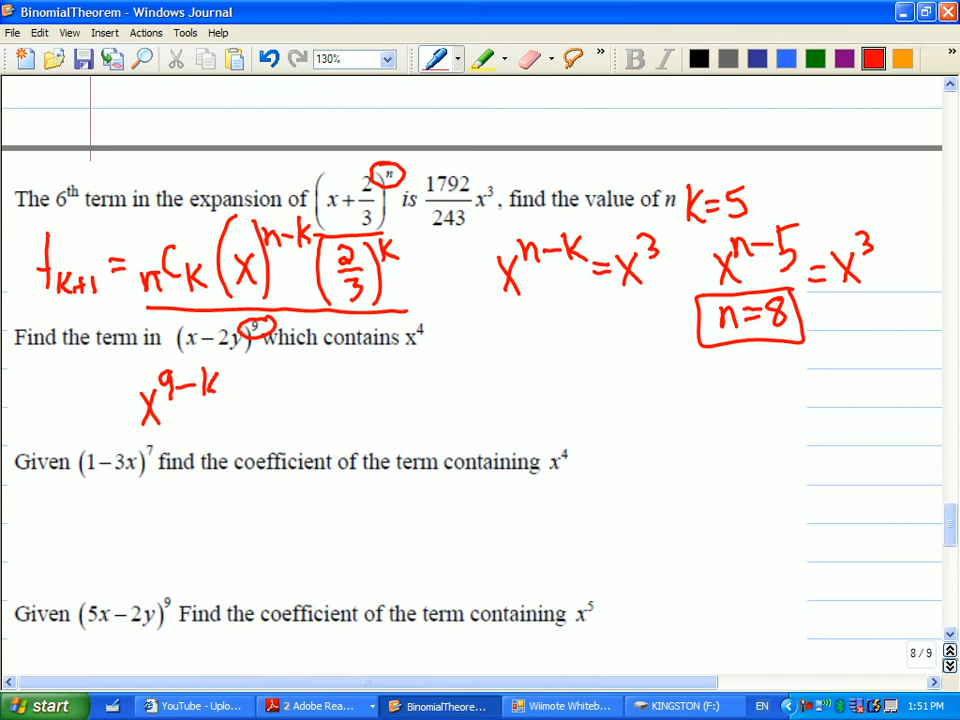 BinomialTheorem - Windows Journal
File Edit View Insert Actions Tools Help
130% B I
The 6th term in the expansion of (x + 2/3)^n is 1792/243 x^3, find the value of n k=5
t_{k+1} = nCk (x)^{n-k} (2/3)^k x^{n-k} = x^3 x^{n-5} = x^3
n=8
Find the term in (x − 2y)^9 which contains x^4
x^{9-k}
Given (1 − 3x)^7 find the coefficient of the term containing x^4
Given (5x − 2y)^9 Find the coefficient of the term containing x^5
8 / 9
start YouTube - Uplo... 2 Adobe Rea... BinomialTheore... Wiimote Whiteb... KINGSTON (F:) EN 1:51 PM